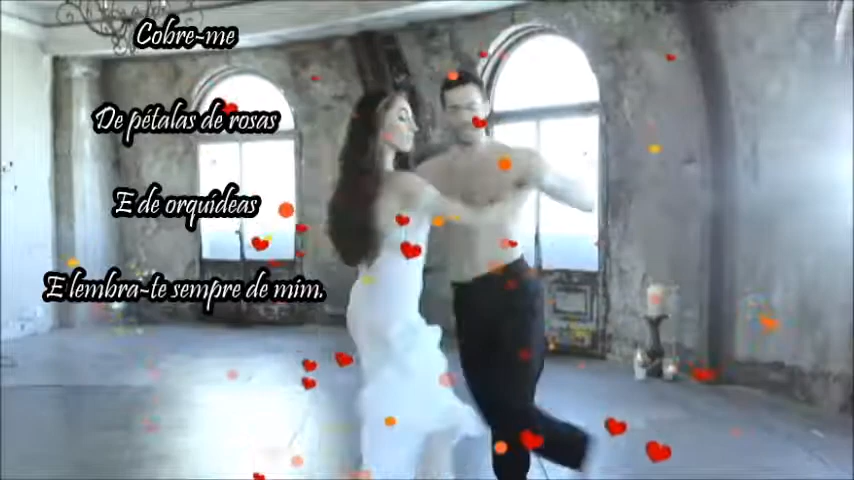 Cobre-me
De pétalas de rosas
E de orquídeas
E lembra-te sempre de mim.